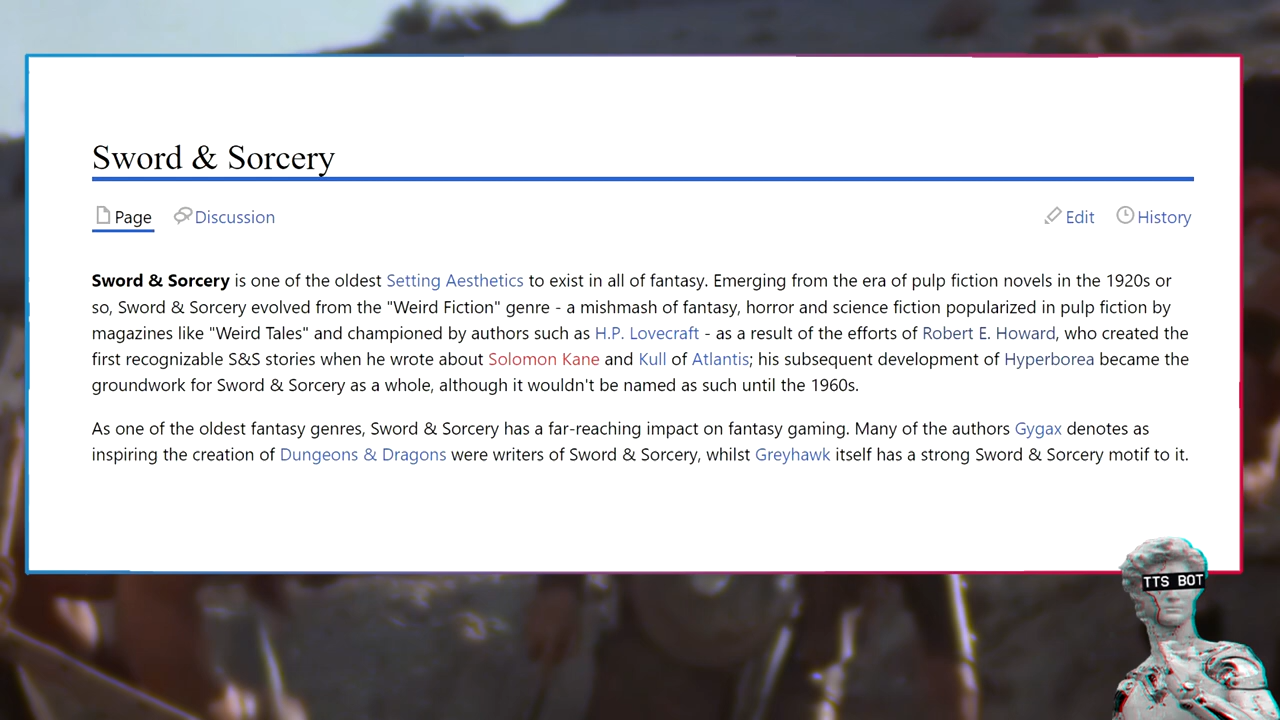 Sword & Sorcery
Page Discussion Edit History
Sword & Sorcery is one of the oldest Setting Aesthetics to exist in all of fantasy. Emerging from the era of pulp fiction novels in the 1920s or
so, Sword & Sorcery evolved from the "Weird Fiction" genre - a mishmash of fantasy, horror and science fiction popularized in pulp fiction by
magazines like "Weird Tales" and championed by authors such as H.P. Lovecraft - as a result of the efforts of Robert E. Howard, who created the
first recognizable S&S stories when he wrote about Solomon Kane and Kull of Atlantis; his subsequent development of Hyperborea became the
groundwork for Sword & Sorcery as a whole, although it wouldn't be named as such until the 1960s.
As one of the oldest fantasy genres, Sword & Sorcery has a far-reaching impact on fantasy gaming. Many of the authors Gygax denotes as
inspiring the creation of Dungeons & Dragons were writers of Sword & Sorcery, whilst Greyhawk itself has a strong Sword & Sorcery motif to it.
TTS BOT